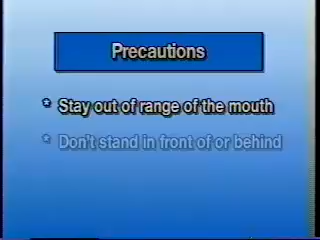 Precautions
* Stay out of range of the mouth
* Don't stand in front of or behind